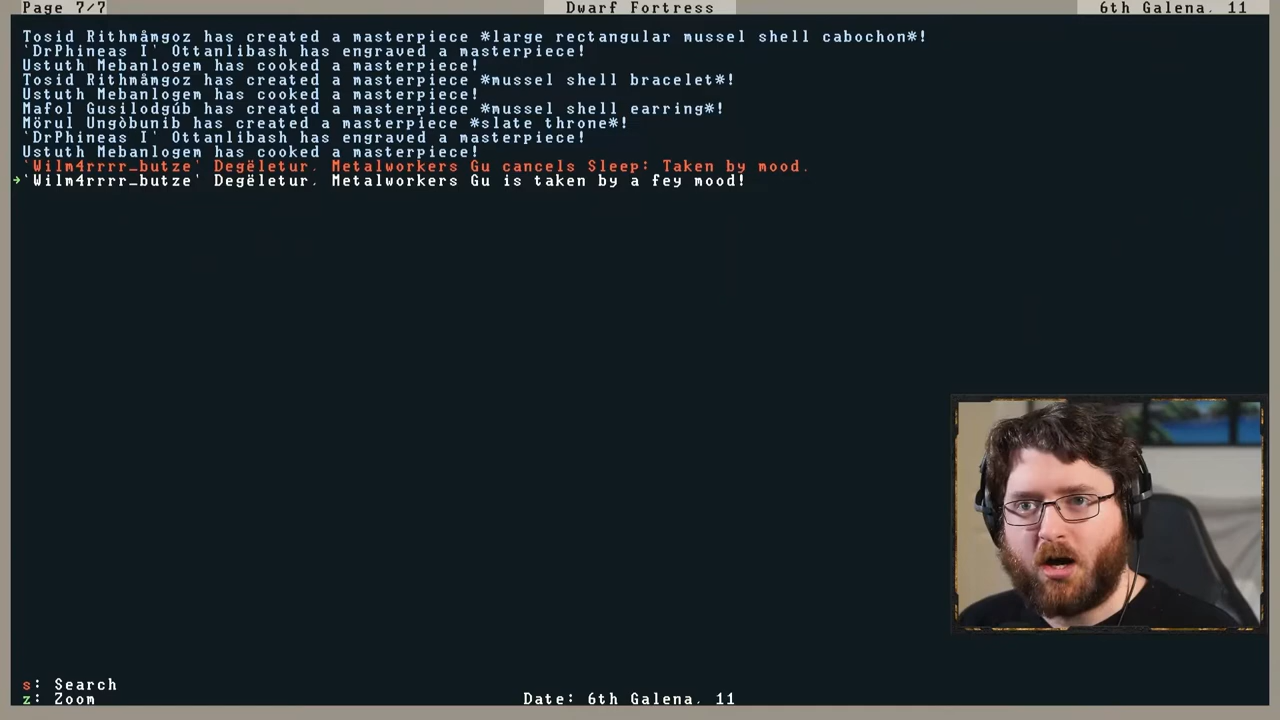 Page 7/7 Dwarf Fortress 6th Galena, 11
Tosid Rithmåmgoz has created a masterpiece *large rectangular mussel shell cabochon*!
`DrPhineas I' Ottanlibash has engraved a masterpiece!
Ustuth Mebanlogem has cooked a masterpiece!
Tosid Rithmåmgoz has created a masterpiece *mussel shell bracelet*!
Ustuth Mebanlogem has cooked a masterpiece!
Mafol Gusilodgúb has created a masterpiece *mussel shell earring*!
Mörul Ungòbunib has created a masterpiece *slate throne*!
`DrPhineas I' Ottanlibash has engraved a masterpiece!
Ustuth Mebanlogem has cooked a masterpiece!
`Wilm4rrrr_butze' Degëletur, Metalworkers Gu cancels Sleep: Taken by mood.
`Wilm4rrrr_butze' Degëletur, Metalworkers Gu is taken by a fey mood!
s: Search
z: Zoom Date: 6th Galena, 11